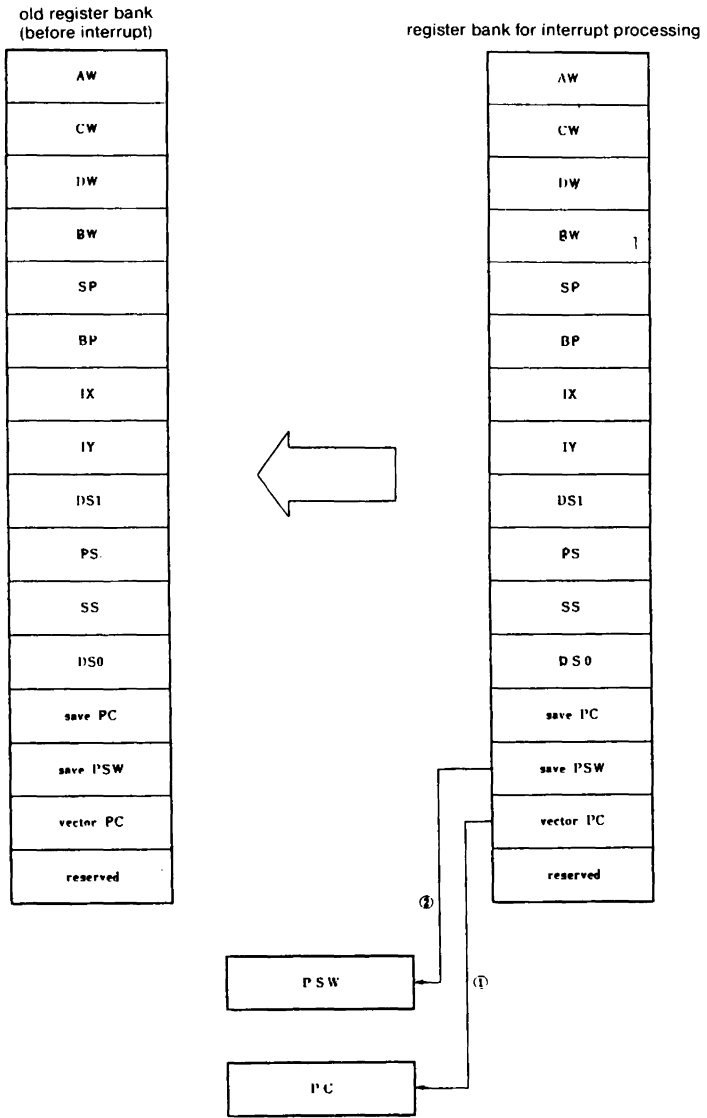 old register bank
(before interrupt)
AW
CW
DW
BW
SP
BP
IX
IY
DS1
PS
SS
DS0
save PC
save PSW
vector PC
reserved
register bank for interrupt processing
AW
CW
DW
BW
SP
BP
IX
IY
DS1
PS
SS
DS0
save PC
save PSW
vector PC
reserved
②
PSW
①
PC